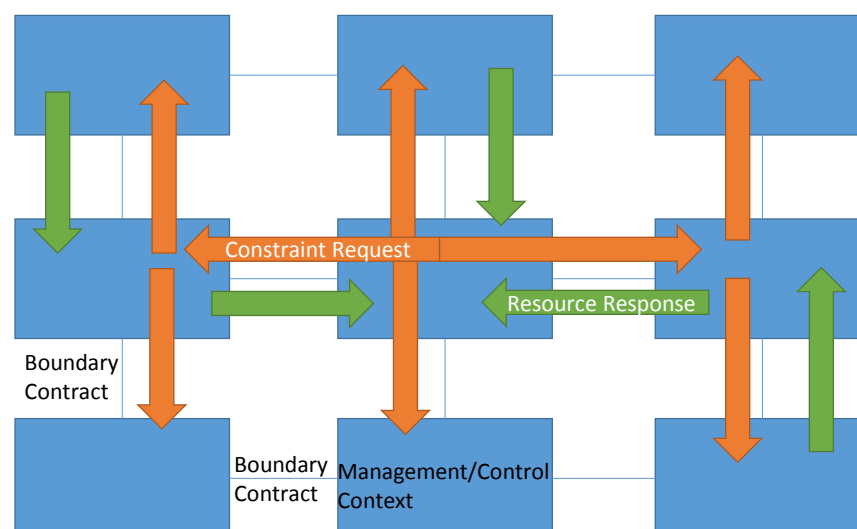 Constraint Request
Resource Response
Boundary
Contract
Boundary
Contract
Management/Control
Context